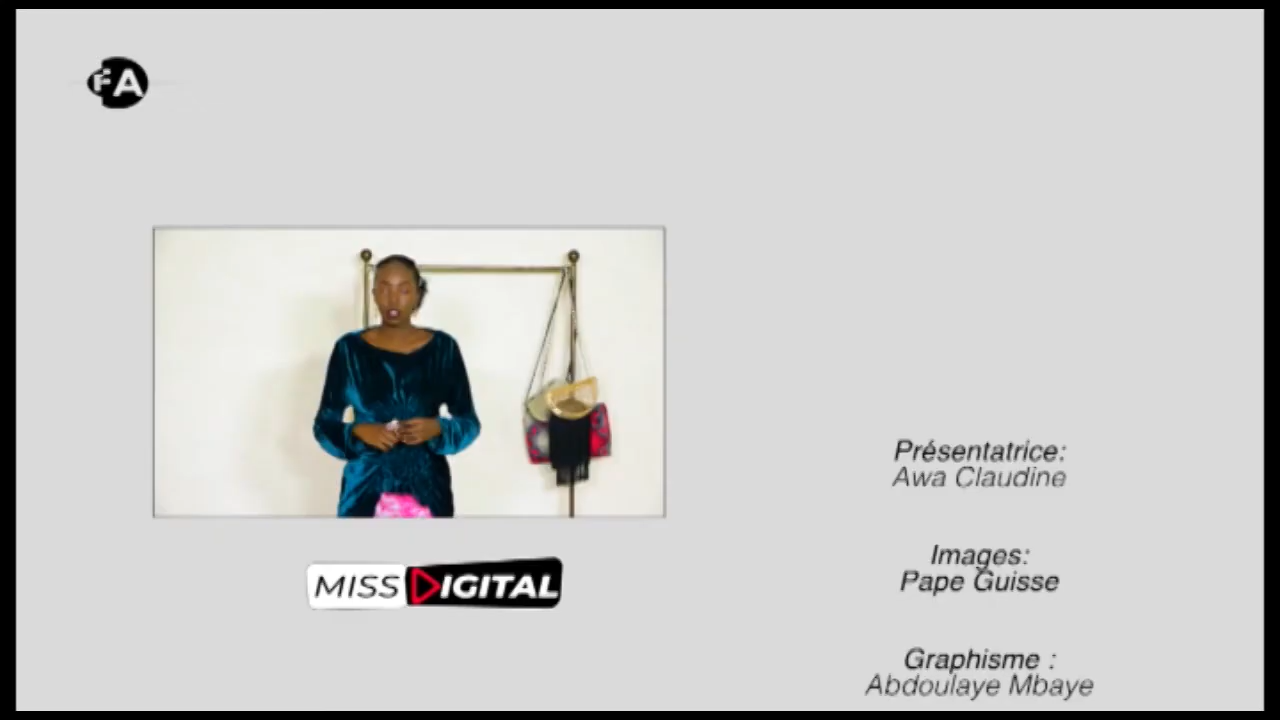 FA
MISS DIGITAL
Présentatrice:
Awa Claudine
Images:
Pape Guisse
Graphisme :
Abdoulaye Mbaye